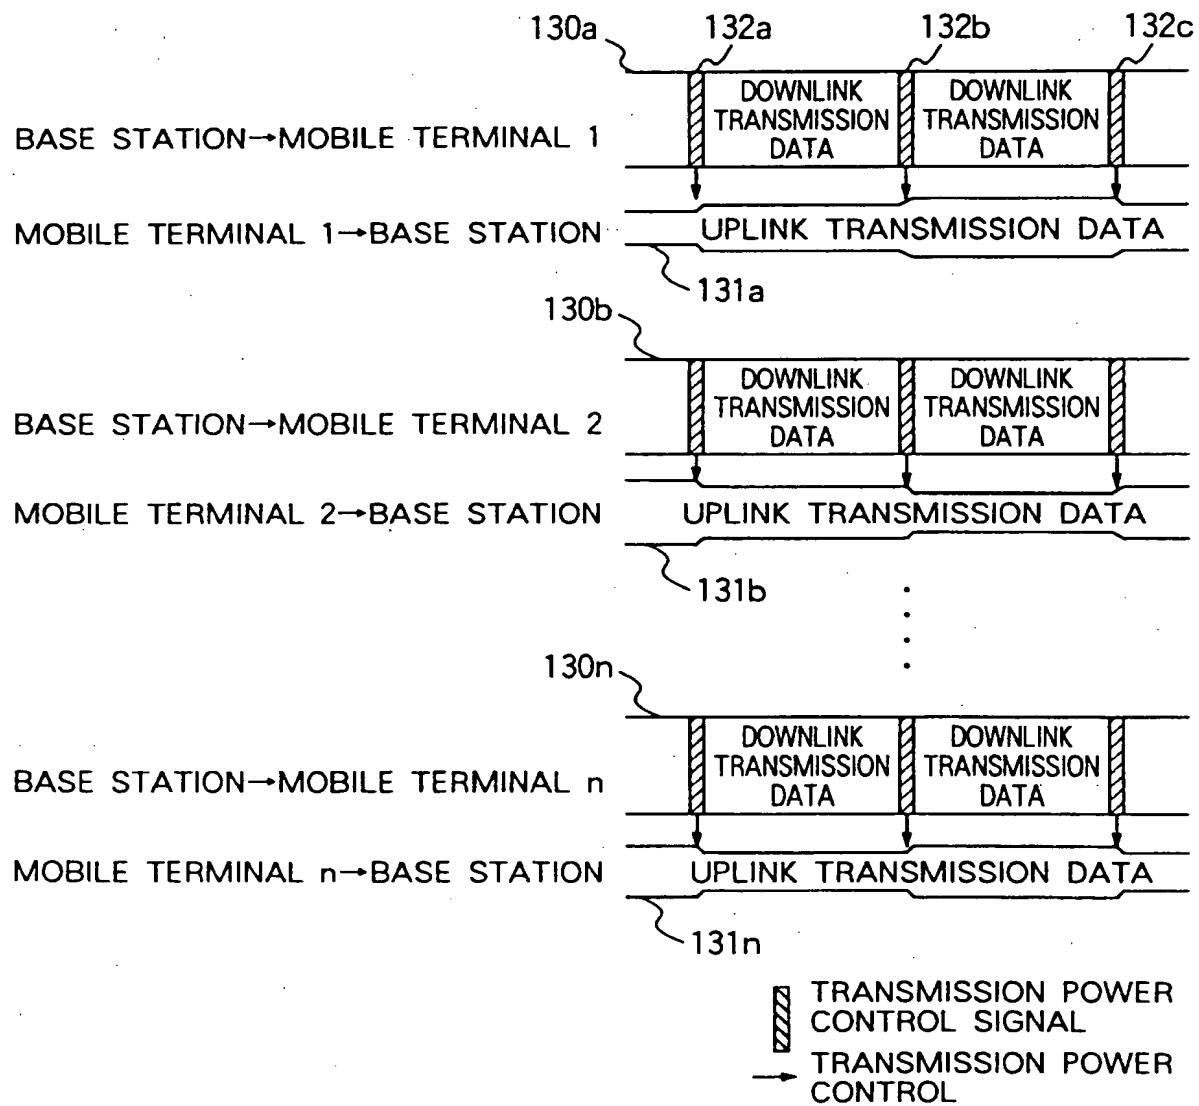 130a 132a 132b 132c
DOWNLINK DOWNLINK
TRANSMISSION TRANSMISSION
DATA DATA
BASE STATION→MOBILE TERMINAL 1
MOBILE TERMINAL 1→BASE STATION UPLINK TRANSMISSION DATA
131a
130b
DOWNLINK DOWNLINK
TRANSMISSION TRANSMISSION
DATA DATA
BASE STATION→MOBILE TERMINAL 2
MOBILE TERMINAL 2→BASE STATION UPLINK TRANSMISSION DATA
131b
130n
DOWNLINK DOWNLINK
TRANSMISSION TRANSMISSION
DATA DATA
BASE STATION→MOBILE TERMINAL n
MOBILE TERMINAL n→BASE STATION UPLINK TRANSMISSION DATA
131n
TRANSMISSION POWER
CONTROL SIGNAL
TRANSMISSION POWER
CONTROL